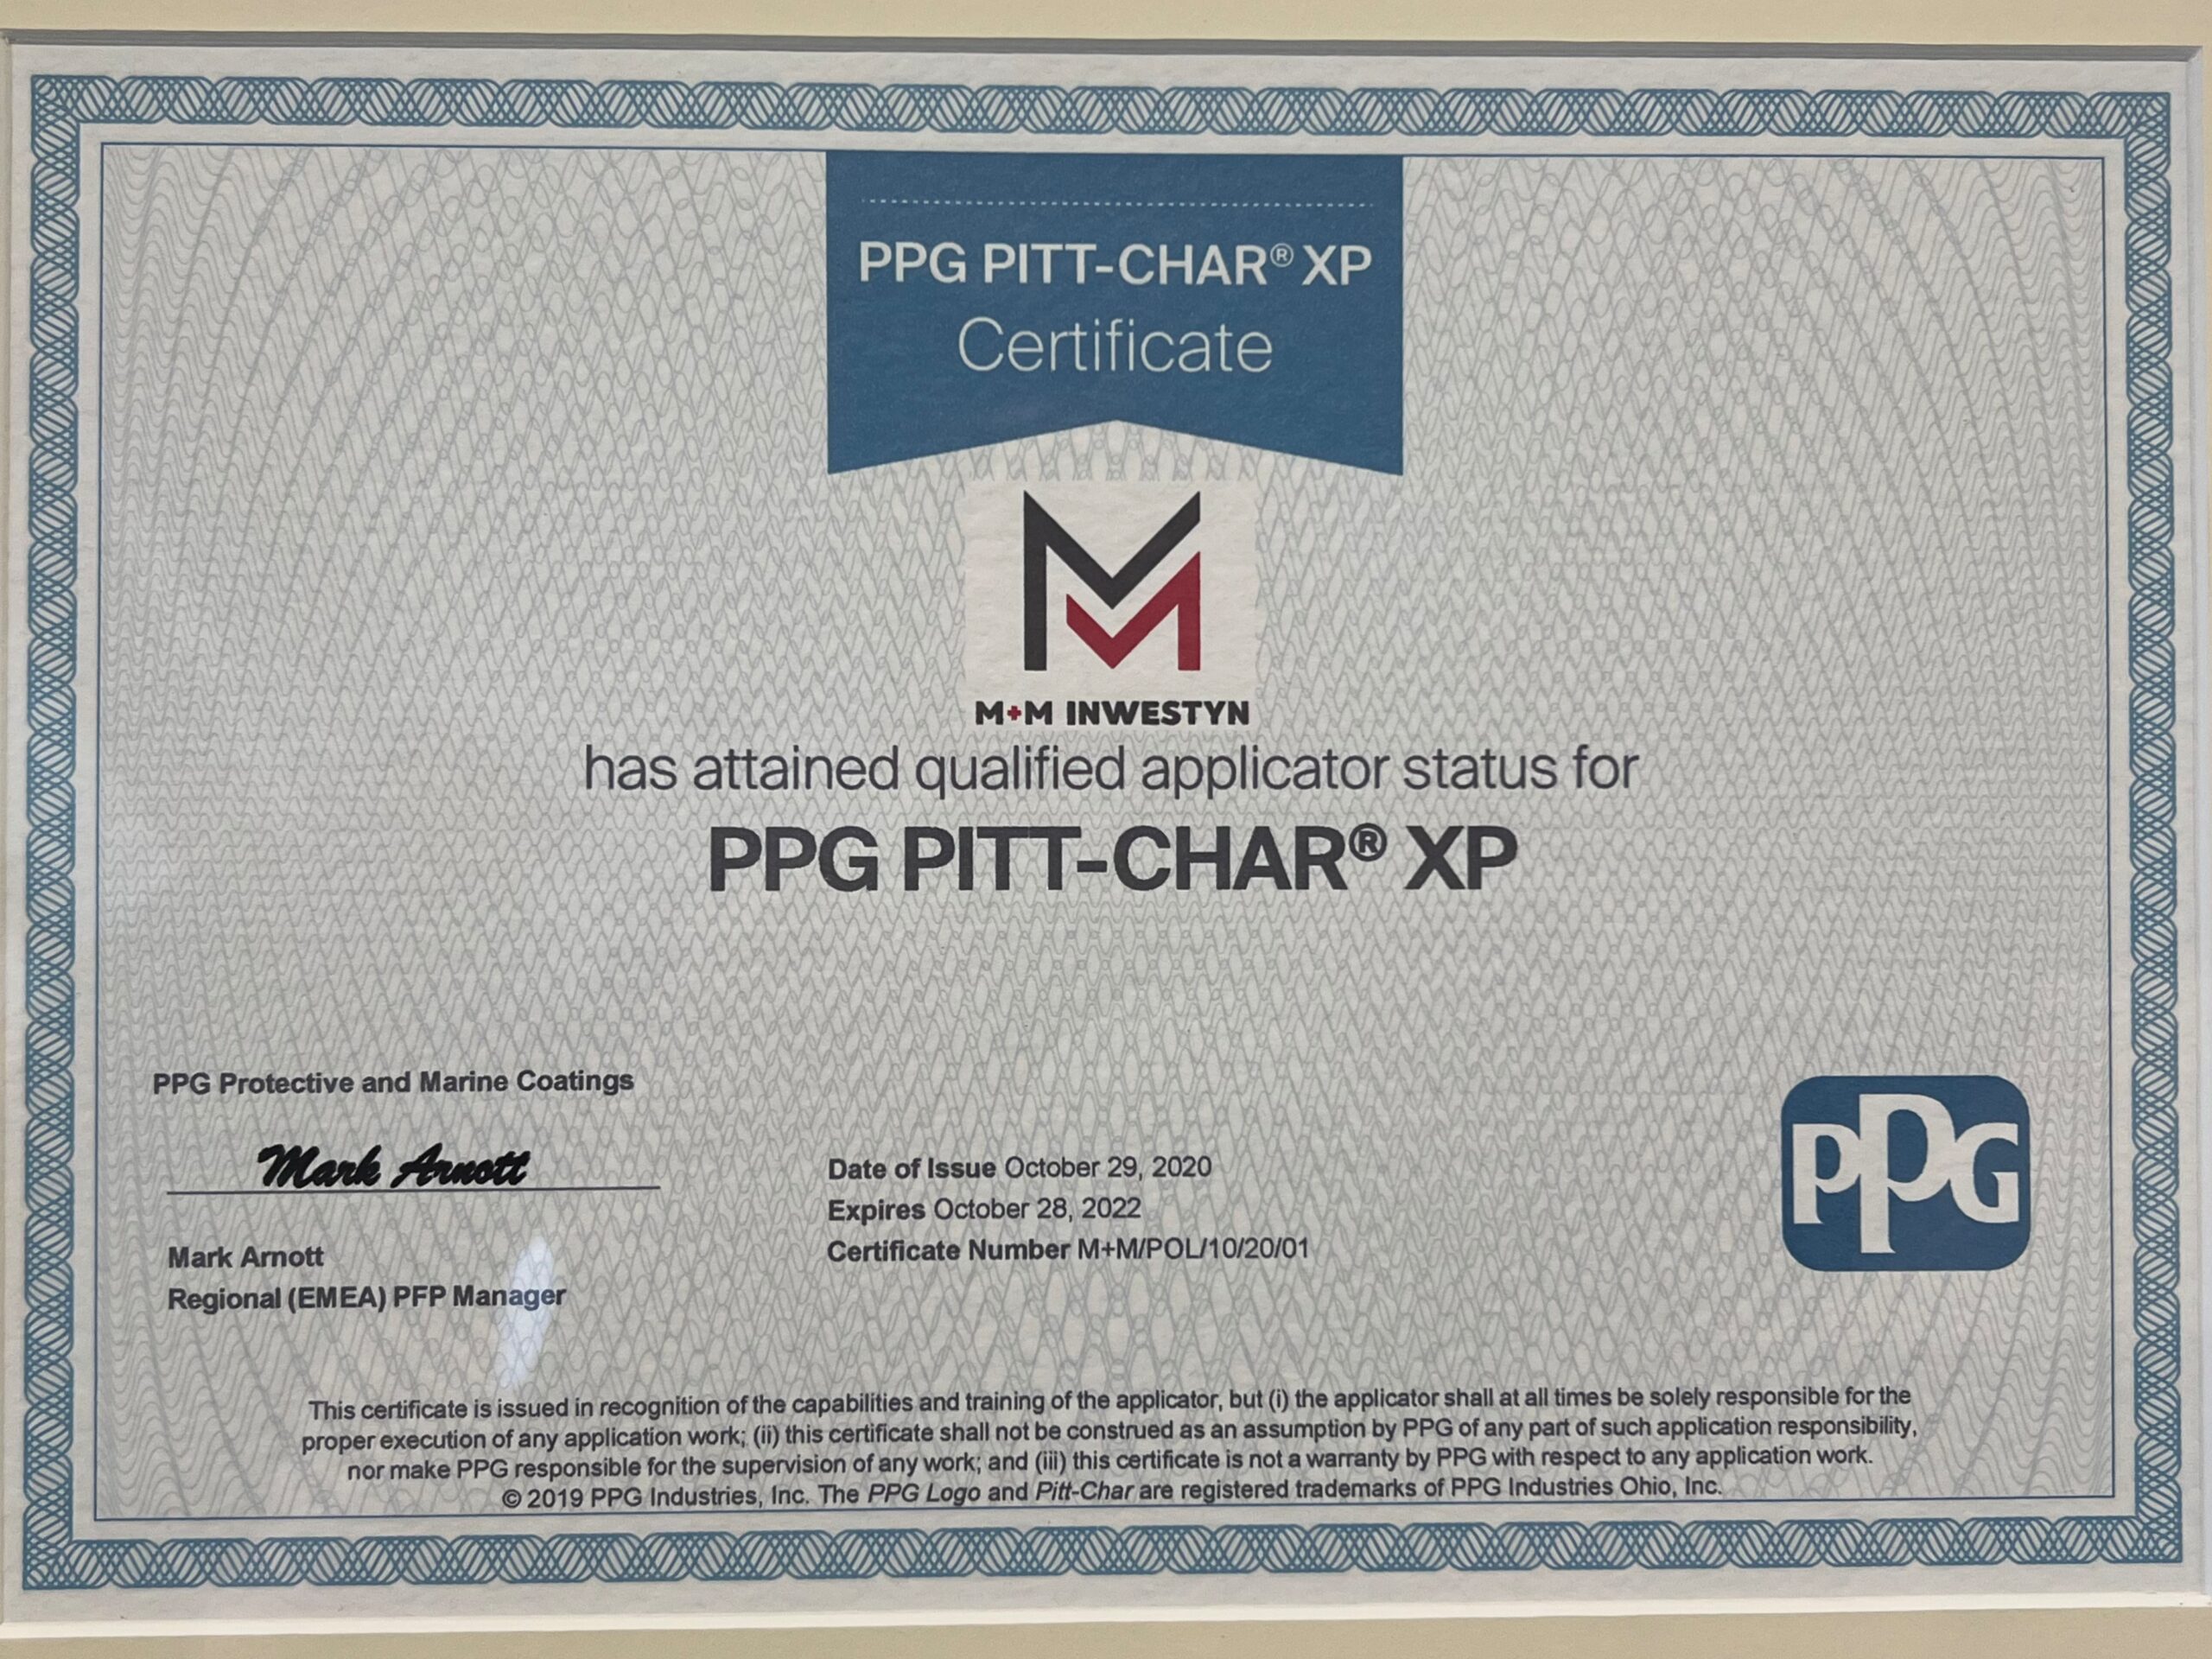 PPG PITT-CHAR® XP
Certificate
M+M INWESTYN
has attained qualified applicator status for
PPG PITT-CHAR® XP
PPG Protective and Marine Coatings
Mark Arnott
Mark Arnott
Regional (EMEA) PFP Manager
Date of Issue October 29, 2020
Expires October 28, 2022
Certificate Number M+M/POL/10/20/01
PPG
This certificate is issued in recognition of the capabilities and training of the applicator, but (i) the applicator shall at all times be solely responsible for the
proper execution of any application work; (ii) this certificate shall not be construed as an assumption by PPG of any part of such application responsibility,
nor make PPG responsible for the supervision of any work; and (iii) this certificate is not a warranty by PPG with respect to any application work.
© 2019 PPG Industries, Inc. The PPG Logo and Pitt-Char are registered trademarks of PPG Industries Ohio, Inc.